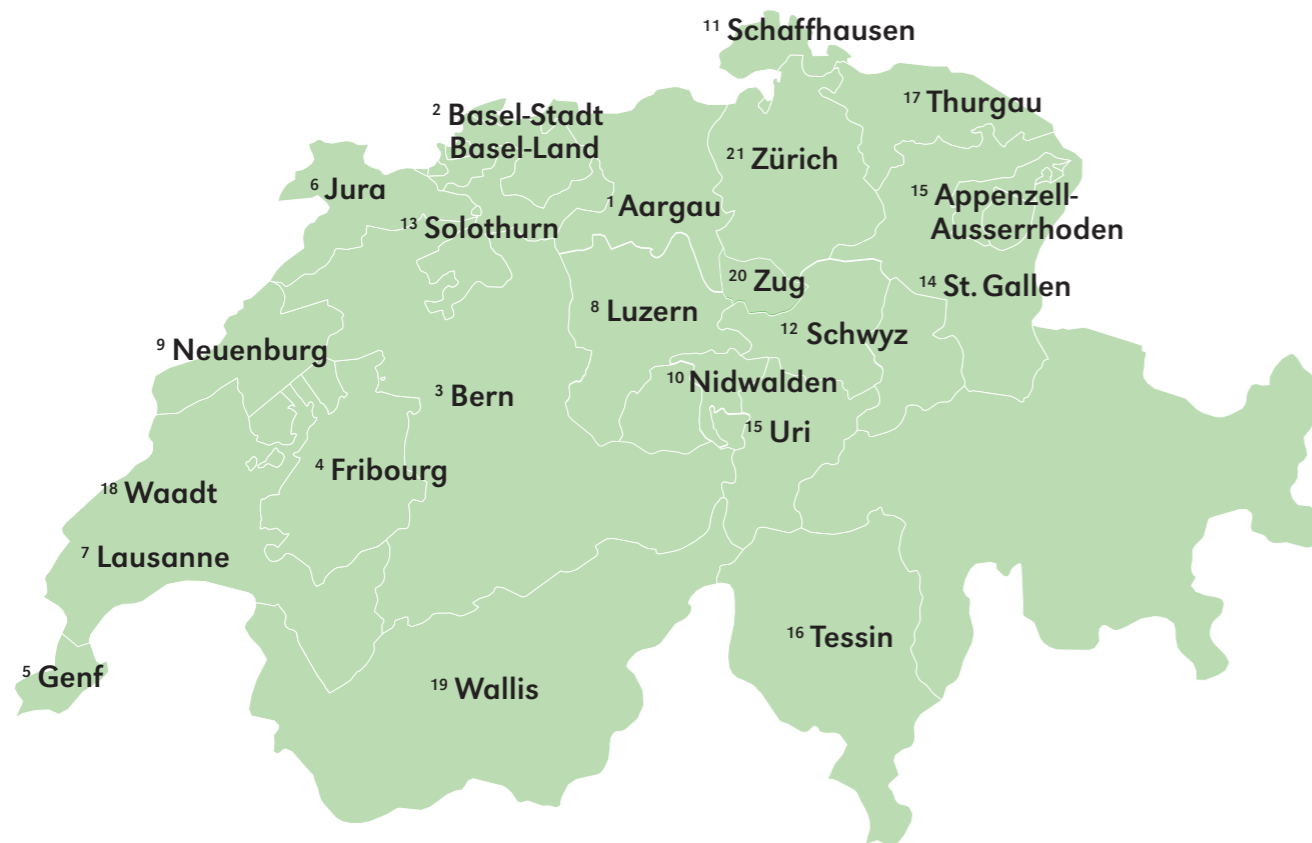 11 Schaffhausen
17 Thurgau
2 Basel-Stadt
Basel-Land
21 Zürich
6 Jura
1 Aargau
15 Appenzell-
Ausserrhoden
13 Solothurn
20 Zug
14 St. Gallen
8 Luzern
12 Schwyz
9 Neuenburg
10 Nidwalden
3 Bern
15 Uri
4 Fribourg
18 Waadt
7 Lausanne
16 Tessin
5 Genf
19 Wallis